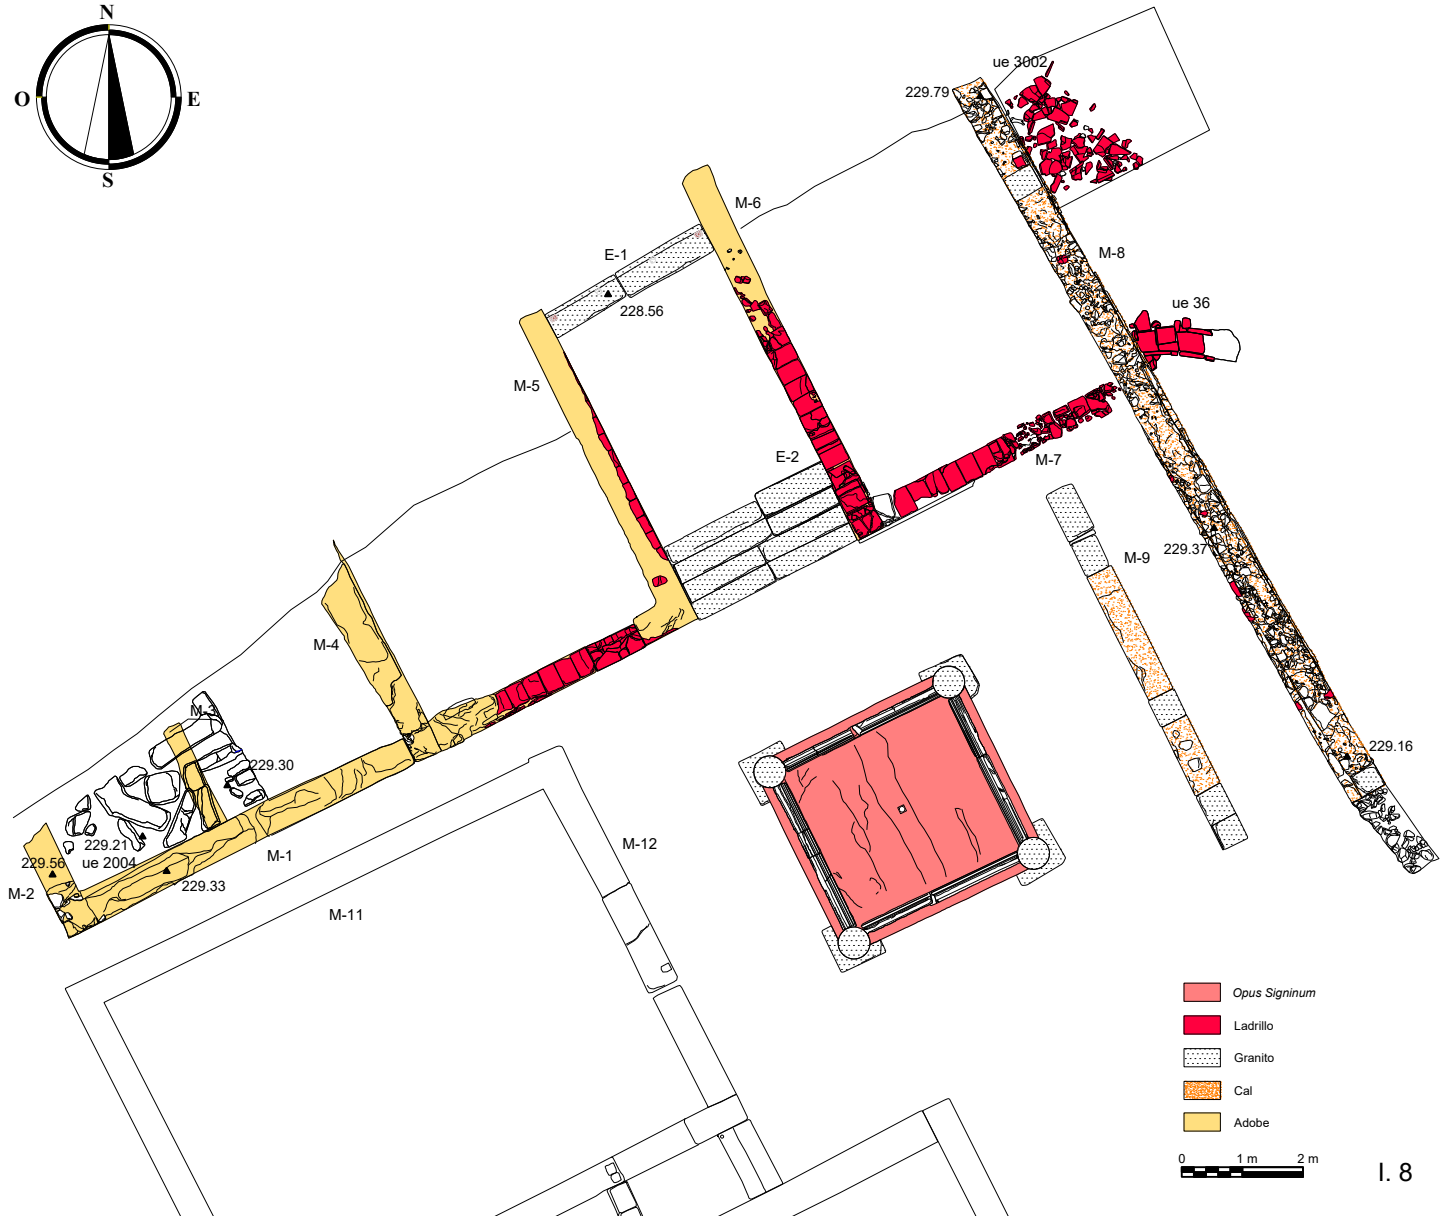 N
O
E
S
ue 3002
229.79
M-6
E-1
M-8
228.56
ue 36
M-5
E-2
M-7
229.37
M-9
M-4
M-3
229.30
229.16
229.21
229.56
ue 2004
M-1
M-12
M-2
229.33
M-11
Opus Signinum
Ladrillo
Granito
Cal
Adobe
0 1 m 2 m
I. 8